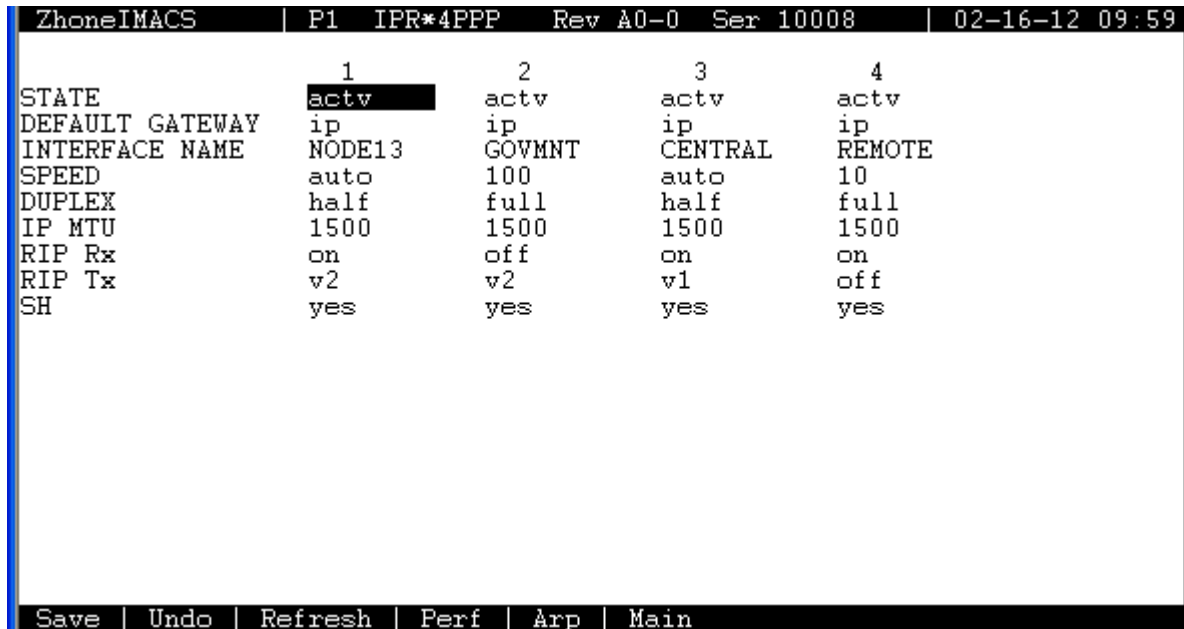 ZhoneIMACS | P1 IPR*4PPP Rev A0-0 Ser 10008 | 02-16-12 09:59
1 2 3 4
STATE actv actv actv actv
DEFAULT GATEWAY ip ip ip ip
INTERFACE NAME NODE13 GOVMNT CENTRAL REMOTE
SPEED auto 100 auto 10
DUPLEX half full half full
IP MTU 1500 1500 1500 1500
RIP Rx on off on on
RIP Tx v2 v2 v1 off
SH yes yes yes yes
Save | Undo | Refresh | Perf | Arp | Main